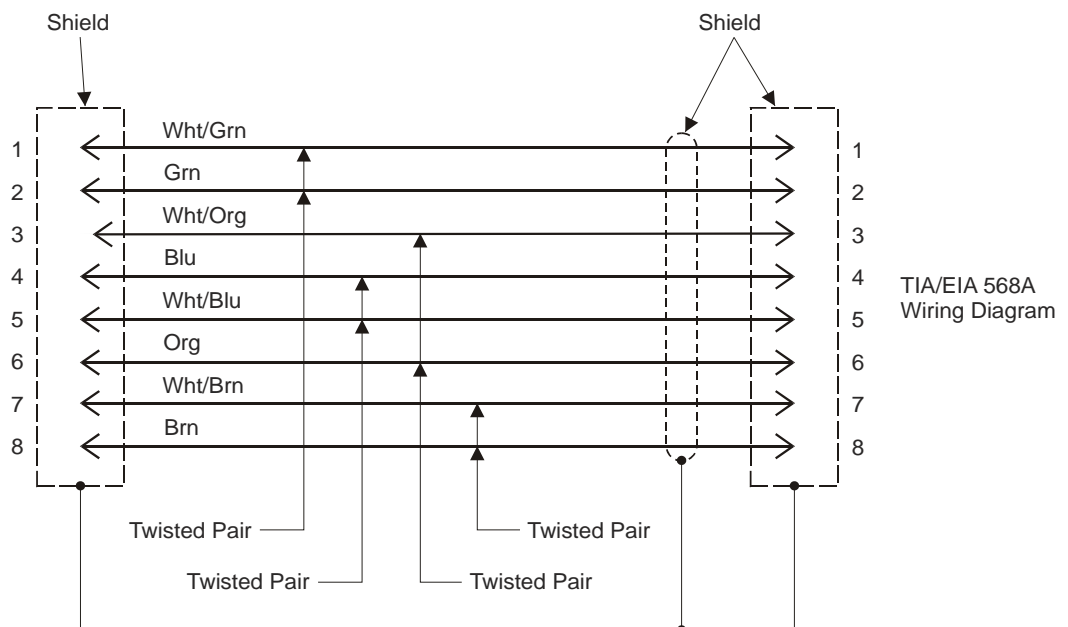 Shield
Shield
Wht/Grn
1
1
Grn
2
2
Wht/Org
3
3
Blu
4
4
Wht/Blu
5
5
Org
6
6
Wht/Brn
7
7
Brn
8
8
TIA/EIA 568A
Wiring Diagram
Twisted Pair
Twisted Pair
Twisted Pair
Twisted Pair